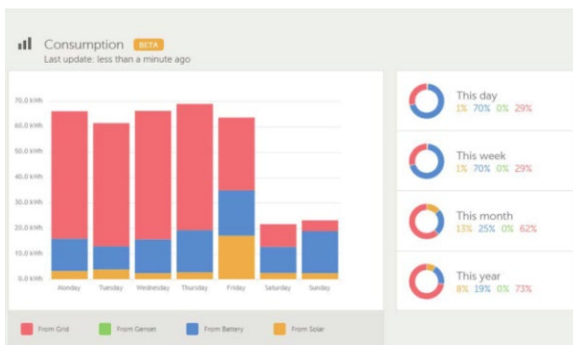 Consumption BETA
Last update: less than a minute ago
70.0 kWh
60.0 kWh
50.0 kWh
40.0 kWh
30.0 kWh
20.0 kWh
10.0 kWh
0.0 kWh
Monday Tuesday Wednesday Thursday Friday Saturday Sunday
From Grid From Genset From Battery From Solar
This day
1% 70% 0% 29%
This week
1% 70% 0% 29%
This month
13% 25% 0% 62%
This year
8% 19% 0% 73%